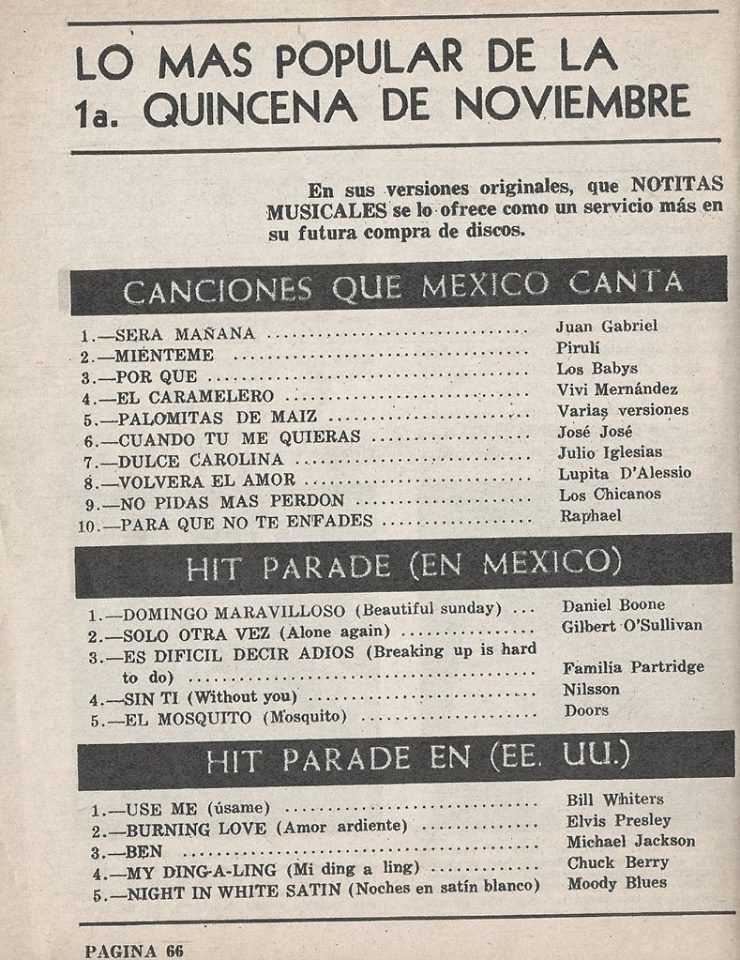 LO MAS POPULAR DE LA
1a. QUINCENA DE NOVIEMBRE
En sus versiones originales, que NOTITAS
MUSICALES se lo ofrece como un servicio más en
su futura compra de discos.
CANCIONES QUE MEXICO CANTA
1.—SERA MAÑANA .............................. Juan Gabriel
2.—MIÉNTEME .............................. Pirulí
3.—POR QUE .............................. Los Babys
4.—EL CARAMELERO .......................... Vivi Mernández
5.—PALOMITAS DE MAIZ ...................... Varias versiones
6.—CUANDO TU ME QUIERAS .................. José José
7.—DULCE CAROLINA ........................ Julio Iglesias
8.—VOLVERA EL AMOR ........................ Lupita D'Alessio
9.—NO PIDAS MAS PERDON .................... Los Chicanos
10.—PARA QUE NO TE ENFADES ................ Raphael
HIT PARADE (EN MEXICO)
1.—DOMINGO MARAVILLOSO (Beautiful sunday) ... Daniel Boone
2.—SOLO OTRA VEZ (Alone again) ................ Gilbert O'Sullivan
3.—ES DIFICIL DECIR ADIOS (Breaking up is hard
to do) .................................... Familia Partridge
4.—SIN TI (Without you) ........................ Nilsson
5.—EL MOSQUITO (Mosquito) .................... Doors
HIT PARADE EN (EE. UU.)
1.—USE ME (úsame) .............................. Bill Whiters
2.—BURNING LOVE (Amor ardiente) ............. Elvis Presley
3.—BEN ........................................ Michael Jackson
4.—MY DING-A-LING (Mi ding a ling) ............. Chuck Berry
5.—NIGHT IN WHITE SATIN (Noches en satín blanco) Moody Blues
PAGINA 66